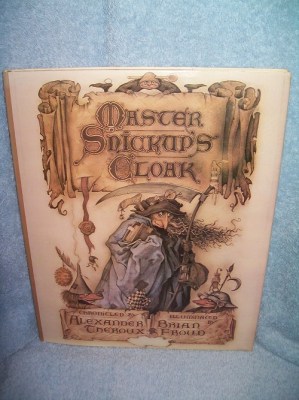 MASTER
SNICKUP'S
CLOAK
CHRONICLED BY ILLUSTRATED BY
ALEXANDER BRIAN
THEROUX & FROUD